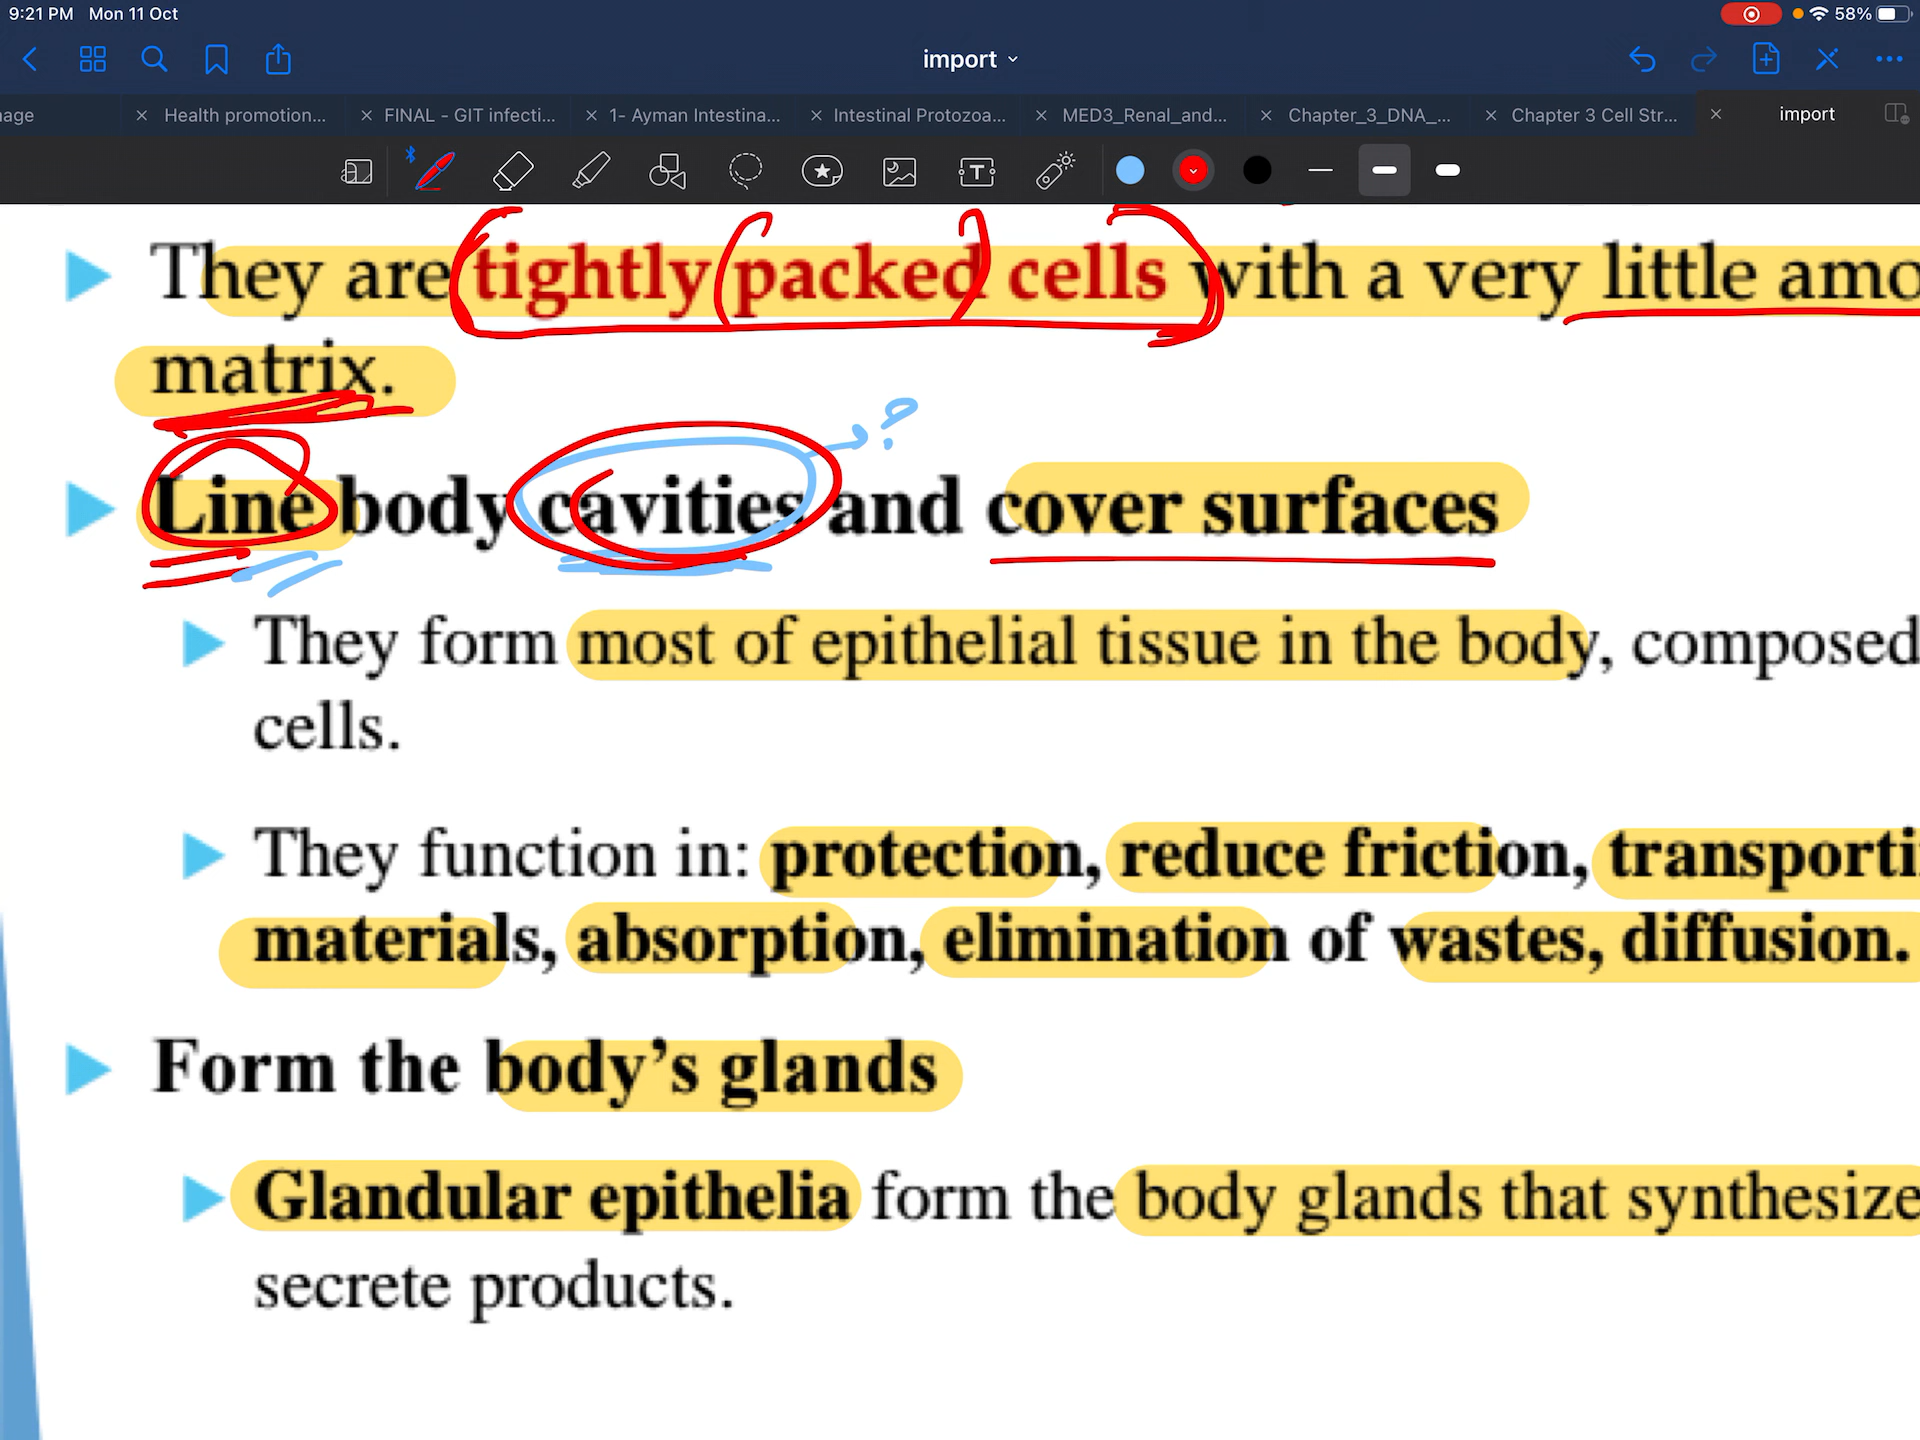 9:21 PM Mon 11 Oct
58%
import
nage
Health promotion...
FINAL - GIT infecti...
1- Ayman Intestina...
Intestinal Protozoa...
MED3_Renal_and...
Chapter_3_DNA_...
Chapter 3 Cell Str...
import
They are tightly packed cells with a very little amo
matrix.
?
Line body cavities and cover surfaces
They form most of epithelial tissue in the body, composed
cells.
They function in: protection, reduce friction, transporti
materials, absorption, elimination of wastes, diffusion.
Form the body's glands
Glandular epithelia form the body glands that synthesize
secrete products.